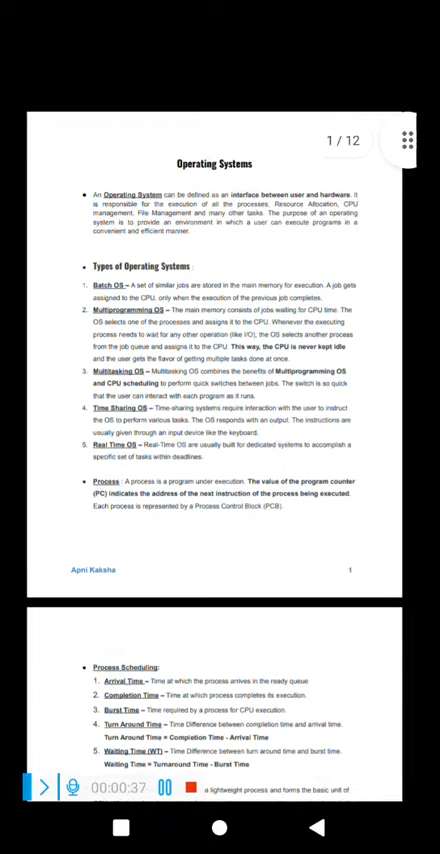 1 / 12
Operating Systems
• An Operating System can be defined as an interface between user and hardware. It
is responsible for the execution of all the processes, Resource Allocation, CPU
management, File Management and many other tasks. The purpose of an operating
system is to provide an environment in which a user can execute programs in a
convenient and efficient manner.
• Types of Operating Systems :
1. Batch OS – A set of similar jobs are stored in the main memory for execution. A job gets
assigned to the CPU, only when the execution of the previous job completes.
2. Multiprogramming OS – The main memory consists of jobs waiting for CPU time. The
OS selects one of the processes and assigns it to the CPU. Whenever the executing
process needs to wait for any other operation (like I/O), the OS selects another process
from the job queue and assigns it to the CPU. This way, the CPU is never kept idle
and the user gets the flavor of getting multiple tasks done at once.
3. Multitasking OS – Multitasking OS combines the benefits of Multiprogramming OS
and CPU scheduling to perform quick switches between jobs. The switch is so quick
that the user can interact with each program as it runs.
4. Time Sharing OS – Time-sharing systems require interaction with the user to instruct
the OS to perform various tasks. The OS responds with an output. The instructions are
usually given through an input device like the keyboard.
5. Real Time OS – Real-Time OS are usually built for dedicated systems to accomplish a
specific set of tasks within deadlines.
• Process : A process is a program under execution. The value of the program counter
(PC) indicates the address of the next instruction of the process being executed.
Each process is represented by a Process Control Block (PCB).
Apni Kaksha 1
• Process Scheduling:
1. Arrival Time – Time at which the process arrives in the ready queue
2. Completion Time – Time at which process completes its execution.
3. Burst Time – Time required by a process for CPU execution.
4. Turn Around Time – Time Difference between completion time and arrival time.
Turn Around Time = Completion Time - Arrival Time
5. Waiting Time (WT) – Time Difference between turn around time and burst time.
Waiting Time = Turnaround Time - Burst Time
00:00:37 a lightweight process and forms the basic unit of